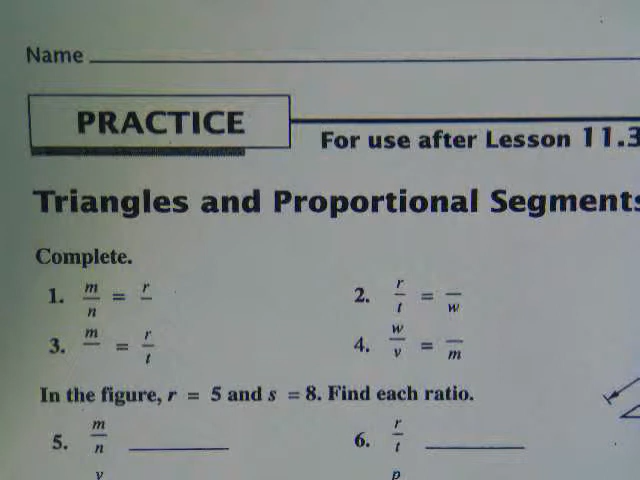 Name
PRACTICE
For use after Lesson 11.3
Triangles and Proportional Segments
Complete.
1. m/n = r/ 2. r/t = /w
3. m/ = r/t 4. w/v = /m
In the figure, r = 5 and s = 8. Find each ratio.
5. m/n 6. r/t
v p